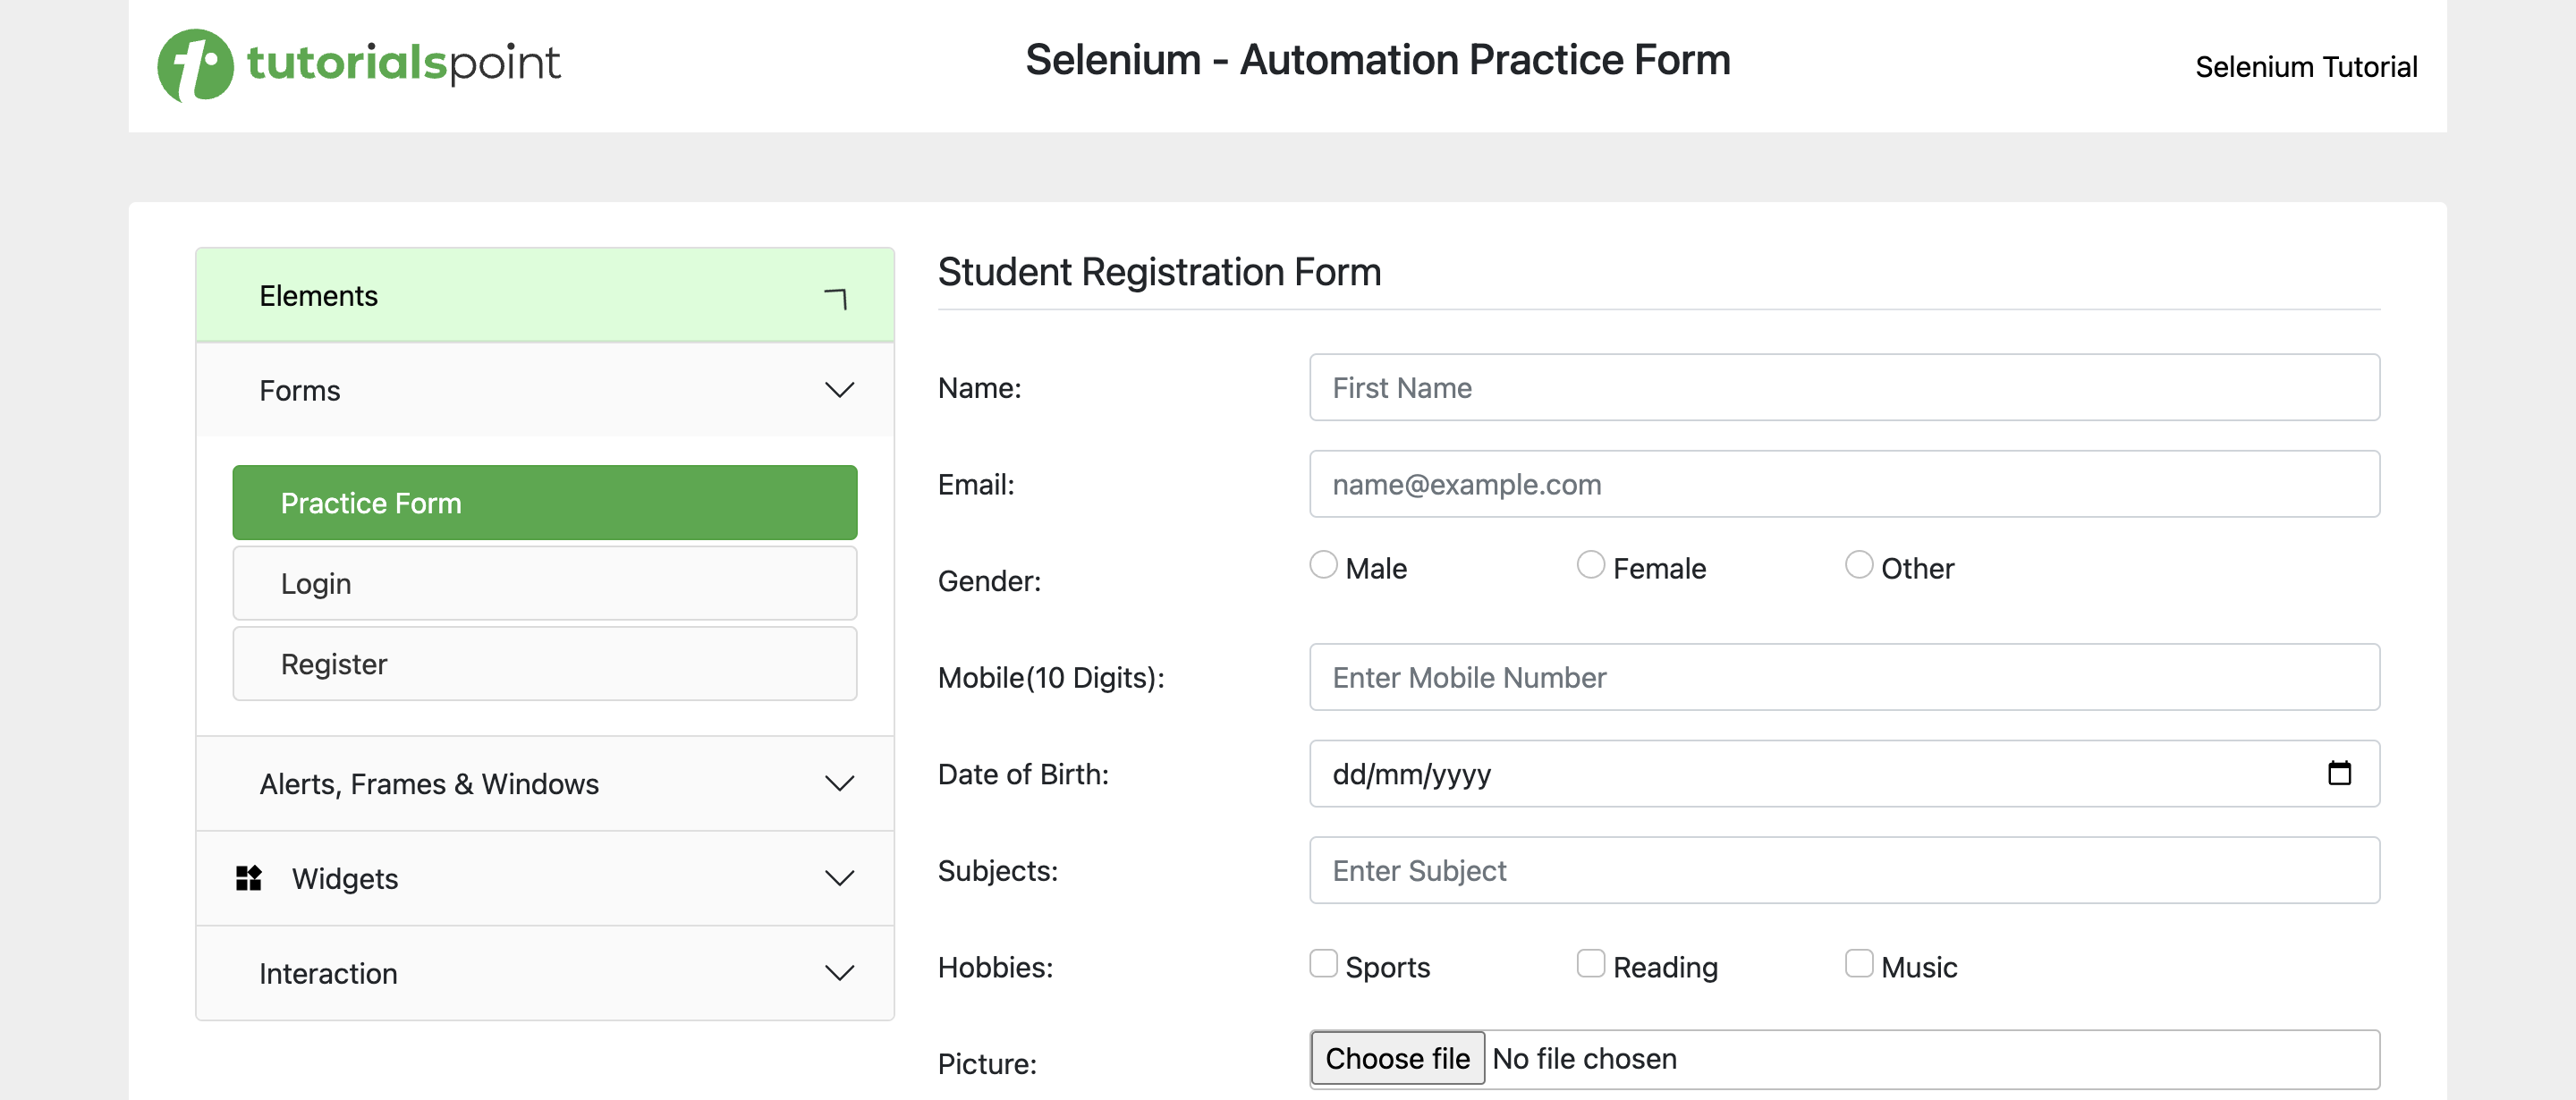 tutorialspoint
Selenium - Automation Practice Form
Selenium Tutorial
Elements
Forms
Practice Form
Login
Register
Alerts, Frames & Windows
Widgets
Interaction
Student Registration Form
Name:
First Name
Email:
name@example.com
Gender:
Male
Female
Other
Mobile(10 Digits):
Enter Mobile Number
Date of Birth:
dd/mm/yyyy
Subjects:
Enter Subject
Hobbies:
Sports
Reading
Music
Picture:
Choose file No file chosen